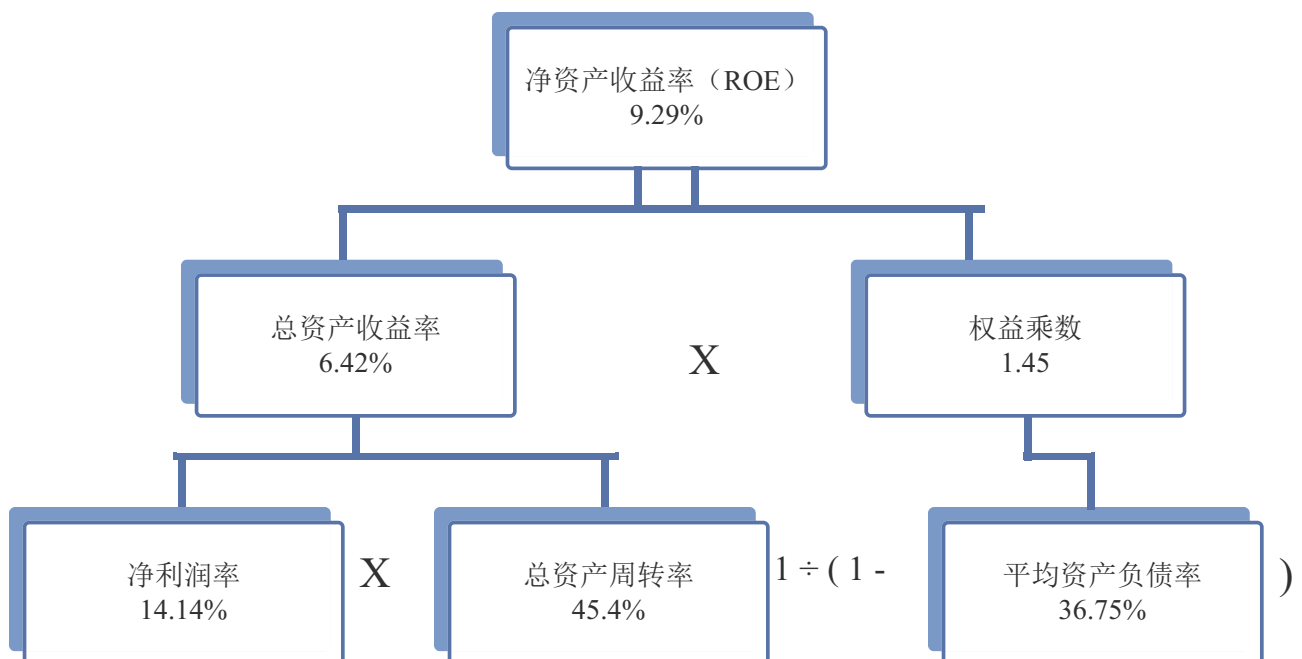 净资产收益率（ROE）
9.29%
总资产收益率
6.42%
X
权益乘数
1.45
净利润率
14.14%
X
总资产周转率
45.4%
1 ÷ ( 1 -
平均资产负债率
36.75%
)